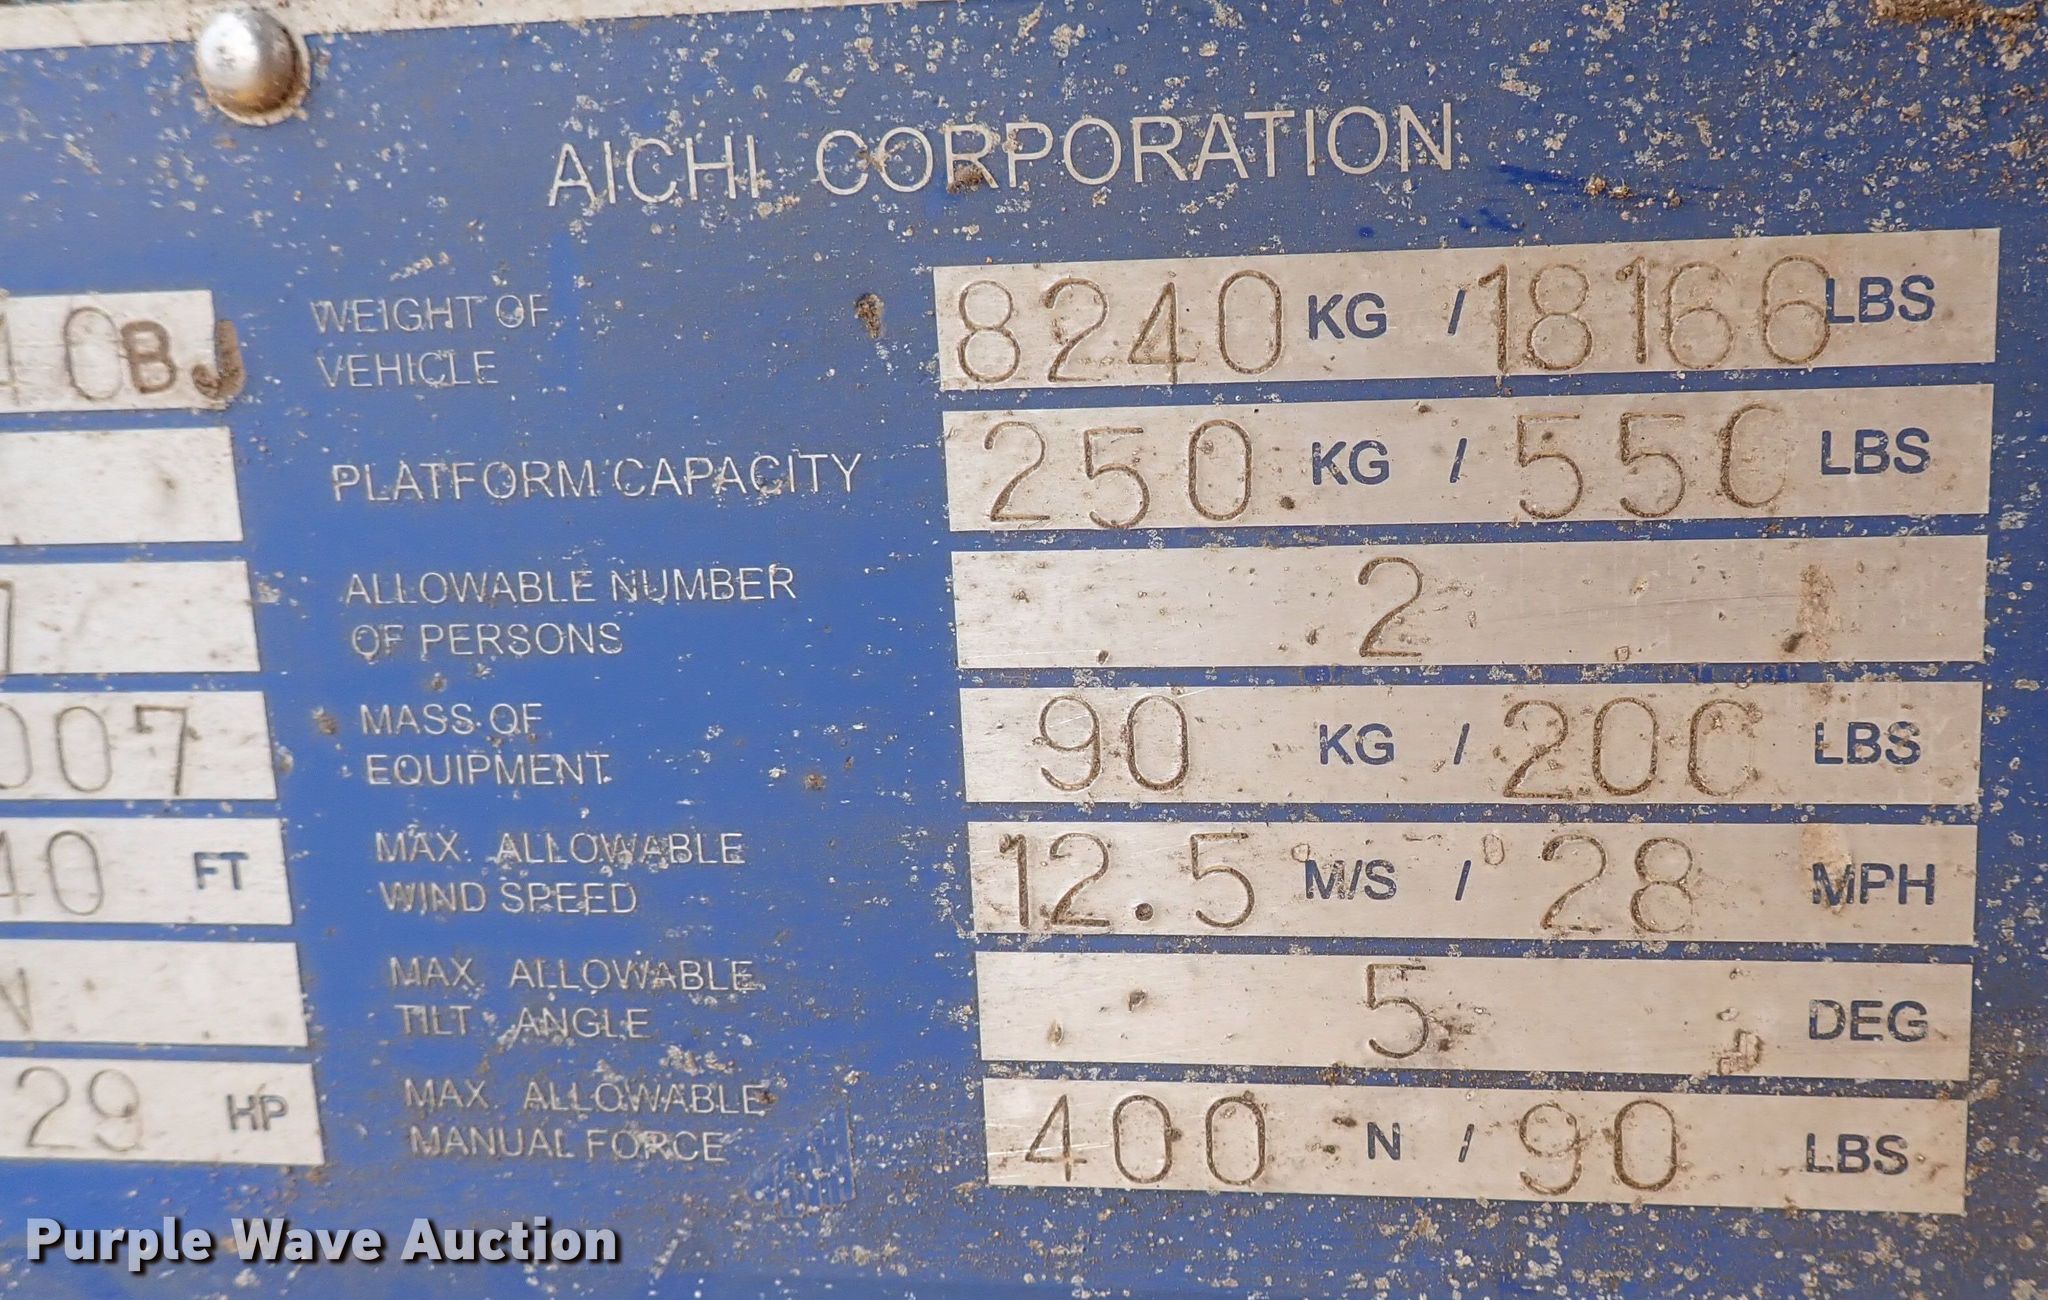 AICHI CORPORATION
10BJ WEIGHT OF VEHICLE 8240 KG / 18166 LBS
PLATFORM CAPACITY 250 KG / 550 LBS
7 ALLOWABLE NUMBER OF PERSONS 2
007 MASS OF EQUIPMENT 90 KG / 200 LBS
40 FT MAX. ALLOWABLE WIND SPEED 12.5 M/S / 28 MPH
MAX. ALLOWABLE TILT ANGLE 5 DEG
29 HP MAX. ALLOWABLE MANUAL FORCE 400 N / 90 LBS
Purple Wave Auction